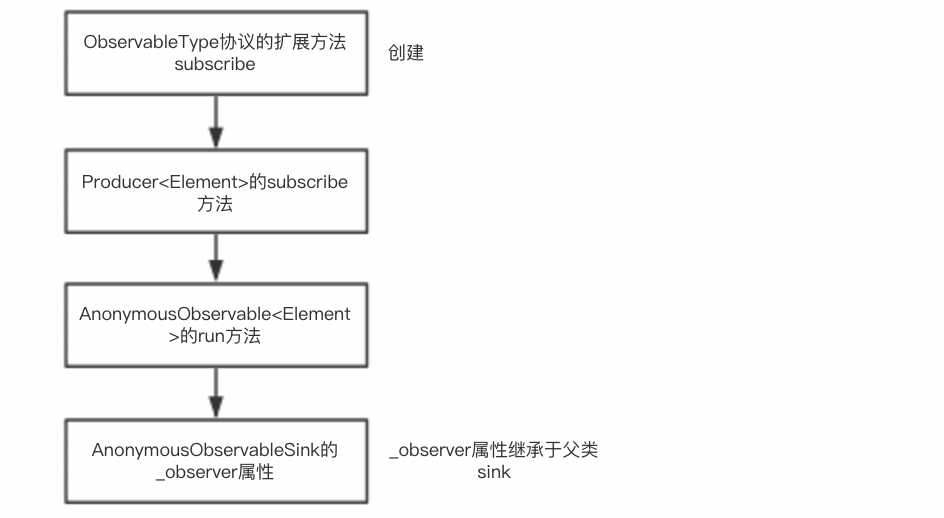 ObservableType协议的扩展方法
subscribe
创建
Producer<Element>的subscribe
方法
AnonymousObservable<Element
>的run方法
AnonymousObservableSink的
_observer属性
_observer属性继承于父类
sink